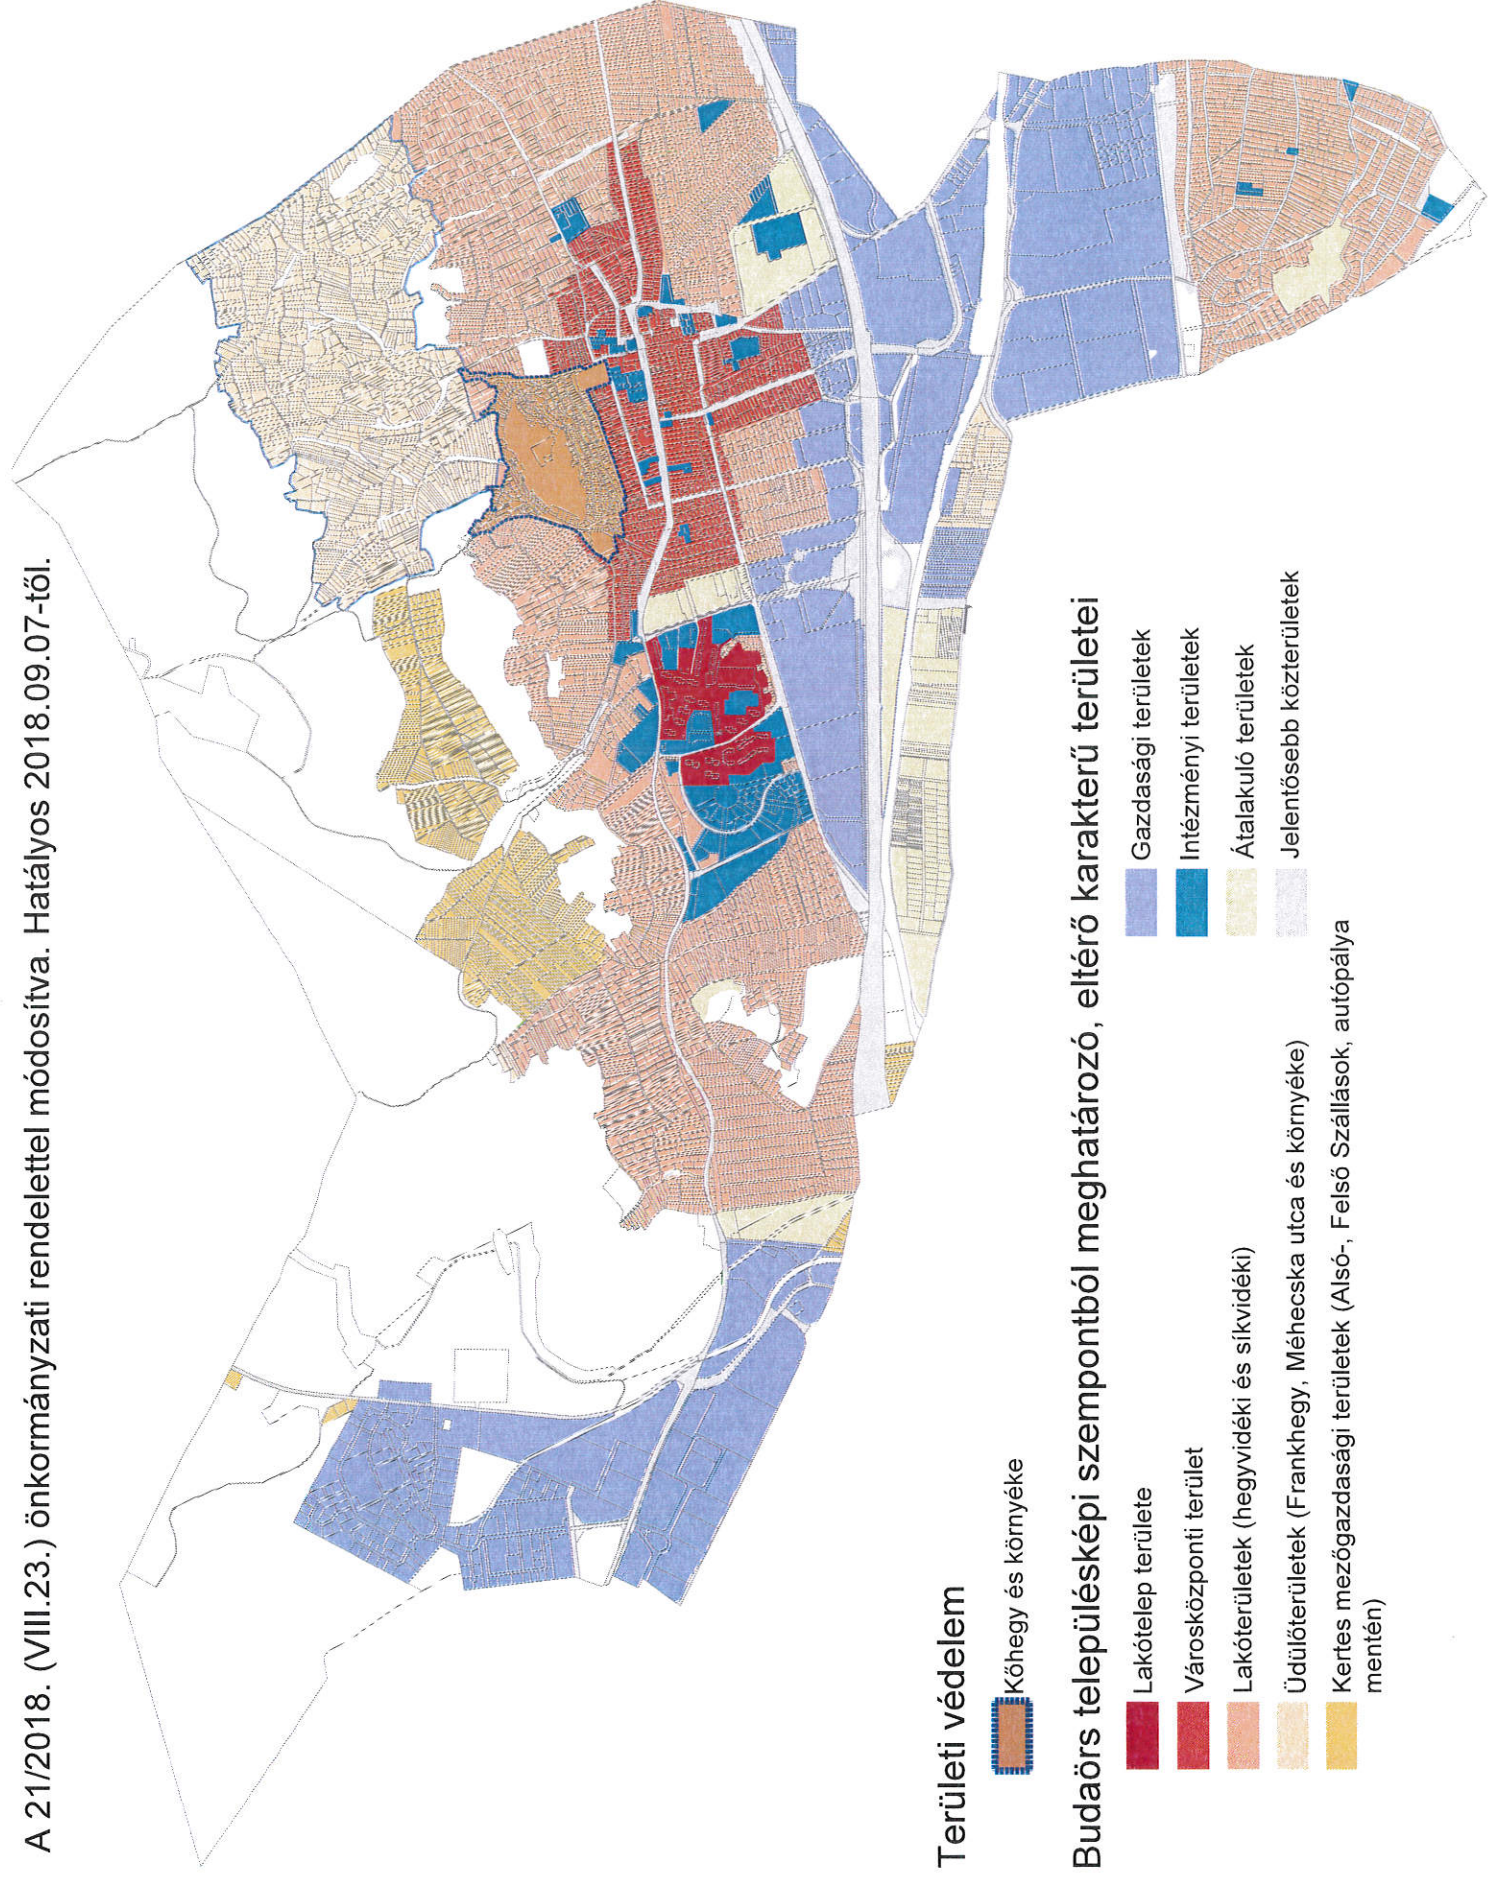 A 21/2018. (VIII.23.) önkormányzati rendelettel módosítva. Hatályos 2018.09.07-től.
Területi védelem
Kőhegy és környéke
Budaörs településképi szempontból meghatározó, eltérő karakterű területei
Lakótelep területe
Városközponti terület
Lakóterületek (hegyvidéki és síkvidéki)
Üdülőterületek (Frankhegy, Méhecska utca és környéke)
Kertes mezőgazdasági területek (Alsó-, Felső Szállások, autópálya
mentén)
Gazdasági területek
Intézményi területek
Átalakuló területek
Jelentősebb közterületek